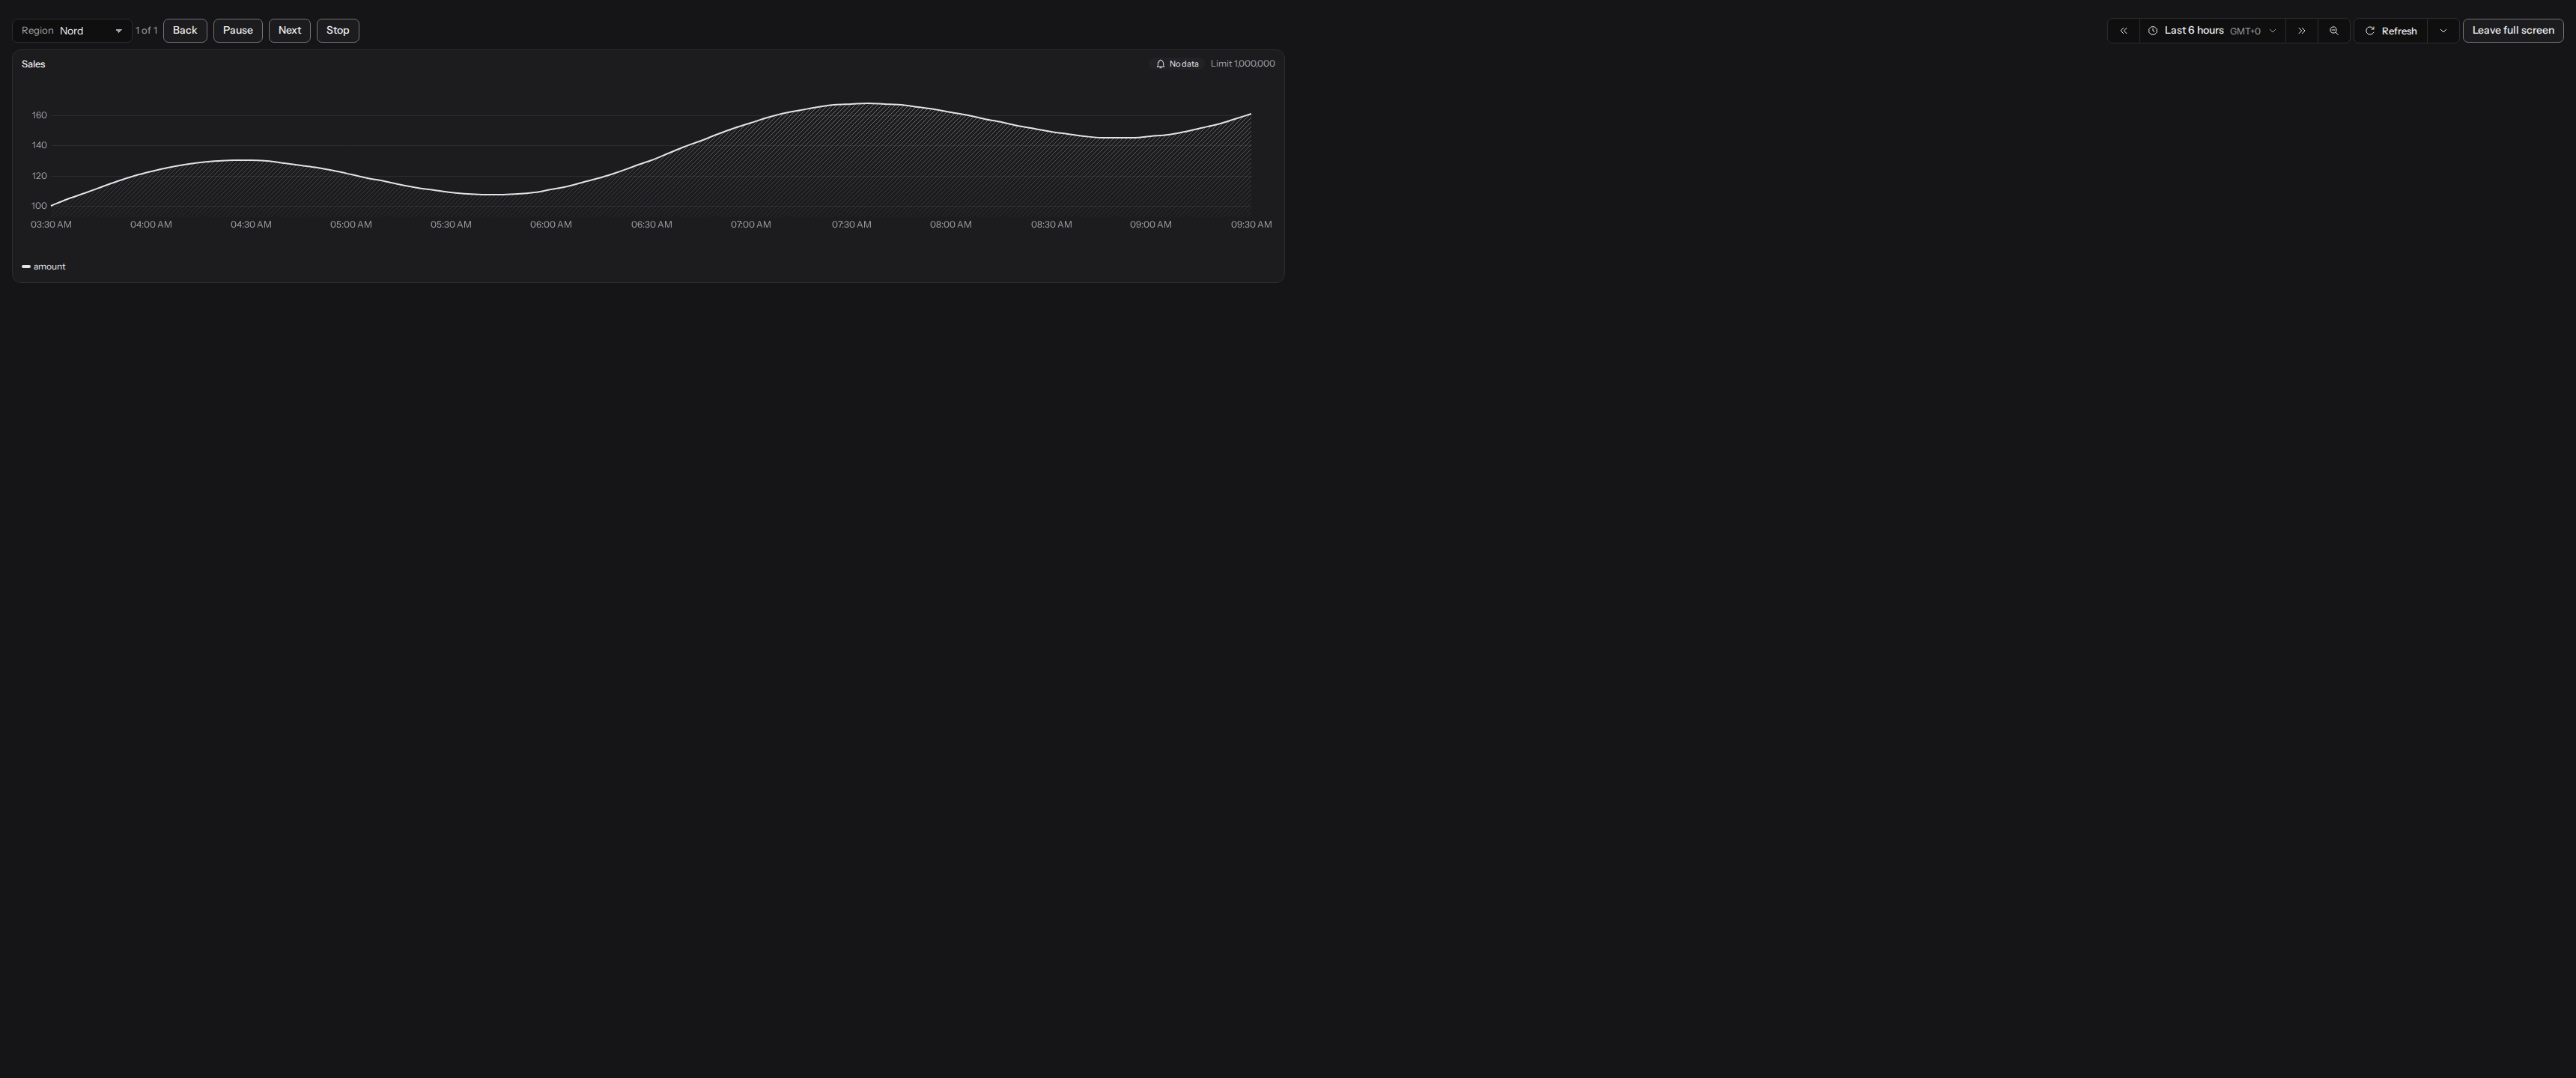 Region Nord 1 of 1 Back Pause Next Stop Last 6 hours GMT+0 Refresh Leave full screen
Sales No data Limit 1,000,000
160
140
120
100
03:30 AM 04:00 AM 04:30 AM 05:00 AM 05:30 AM 06:00 AM 06:30 AM 07:00 AM 07:30 AM 08:00 AM 08:30 AM 09:00 AM 09:30 AM
amount